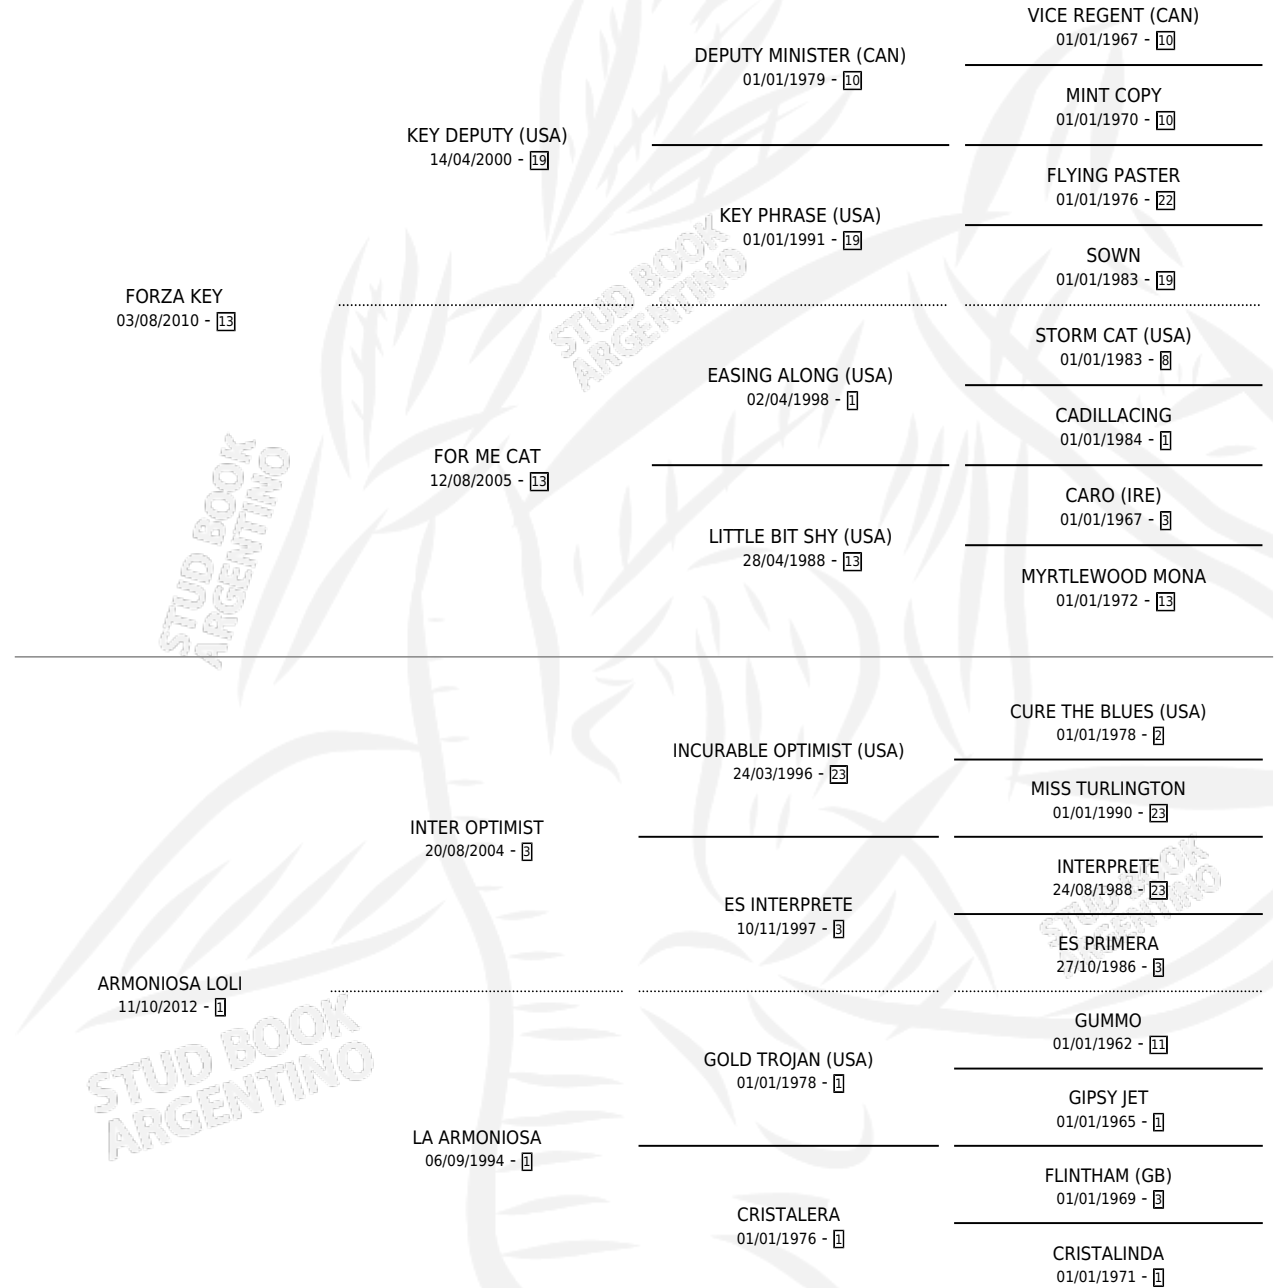 VICE REGENT (CAN)
01/01/1967 - 10
DEPUTY MINISTER (CAN)
01/01/1979 - 10
MINT COPY
01/01/1970 - 10
KEY DEPUTY (USA)
14/04/2000 - 19
FLYING PASTER
01/01/1976 - 22
KEY PHRASE (USA)
01/01/1991 - 19
SOWN
01/01/1983 - 19
FORZA KEY
03/08/2010 - 13
STORM CAT (USA)
01/01/1983 - 8
EASING ALONG (USA)
02/04/1998 - 1
CADILLACING
01/01/1984 - 1
FOR ME CAT
12/08/2005 - 13
CARO (IRE)
01/01/1967 - 3
LITTLE BIT SHY (USA)
28/04/1988 - 13
MYRTLEWOOD MONA
01/01/1972 - 13
CURE THE BLUES (USA)
01/01/1978 - 2
INCURABLE OPTIMIST (USA)
24/03/1996 - 23
MISS TURLINGTON
01/01/1990 - 23
INTER OPTIMIST
20/08/2004 - 3
INTERPRETE
24/08/1988 - 23
ES INTERPRETE
10/11/1997 - 3
ES PRIMERA
27/10/1986 - 3
ARMONIOSA LOLI
11/10/2012 - 1
GUMMO
01/01/1962 - 11
GOLD TROJAN (USA)
01/01/1978 - 1
GIPSY JET
01/01/1965 - 1
LA ARMONIOSA
06/09/1994 - 1
FLINTHAM (GB)
01/01/1969 - 3
CRISTALERA
01/01/1976 - 1
CRISTALINDA
01/01/1971 - 1
STUD BOOK
ARGENTINO
STUD BOOK
ARGENTINO
STUD BOOK
ARGENTINO
STUD BOOK
ARGENTINO